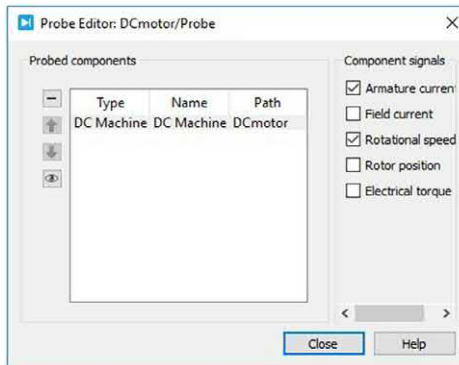 Probe Editor: DCmotor/Probe
Probed components
Type Name Path
DC Machine DC Machine DCmotor
Component signals
Armature current
Field current
Rotational speed
Rotor position
Electrical torque
Close Help